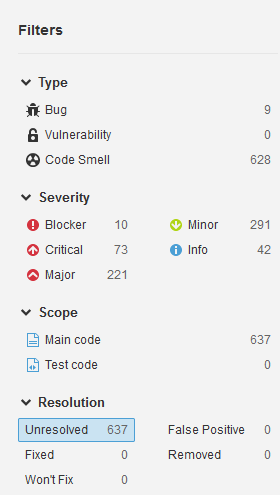 Filters
Type
Bug 9
Vulnerability 0
Code Smell 628
Severity
Blocker 10 Minor 291
Critical 73 Info 42
Major 221
Scope
Main code 637
Test code 0
Resolution
Unresolved 637 False Positive 0
Fixed 0 Removed 0
Won't Fix 0